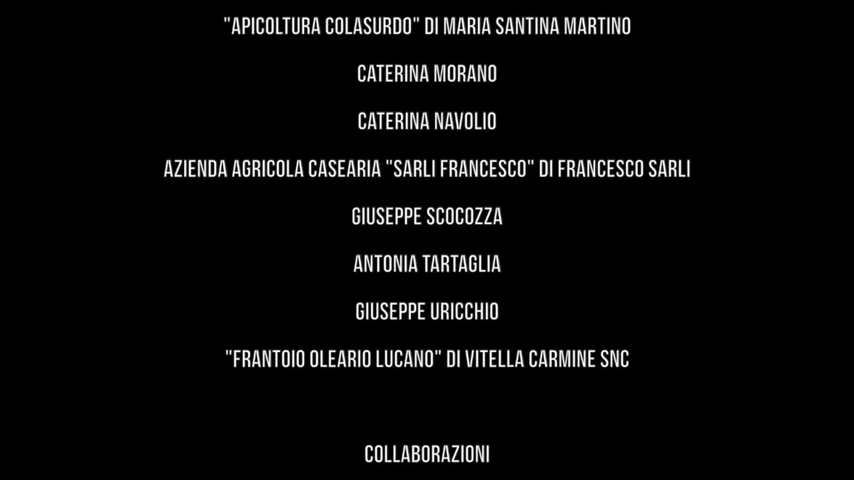 "APICOLTURA COLASURDO" DI MARIA SANTINA MARTINO
CATERINA MORANO
CATERINA NAVOLIO
AZIENDA AGRICOLA CASEARIA "SARLI FRANCESCO" DI FRANCESCO SARLI
GIUSEPPE SCOCOZZA
ANTONIA TARTAGLIA
GIUSEPPE URICCHIO
"FRANTOIO OLEARIO LUCANO" DI VITELLA CARMINE SNC
COLLABORAZIONI